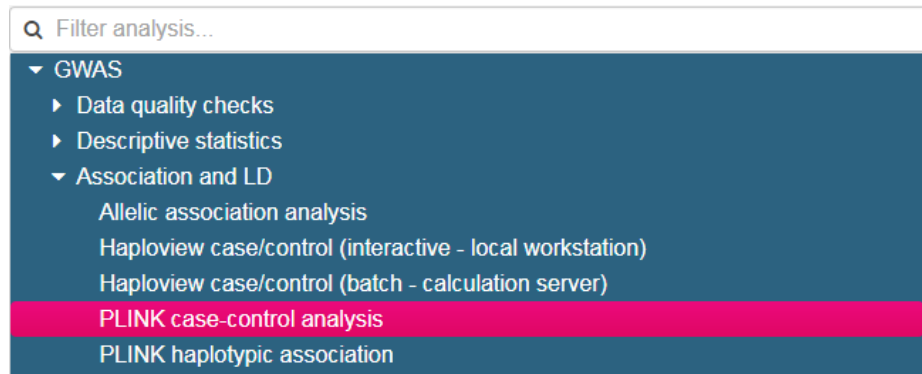 Filter analysis...
GWAS
Data quality checks
Descriptive statistics
Association and LD
Allelic association analysis
Haploview case/control (interactive - local workstation)
Haploview case/control (batch - calculation server)
PLINK case-control analysis
PLINK haplotypic association